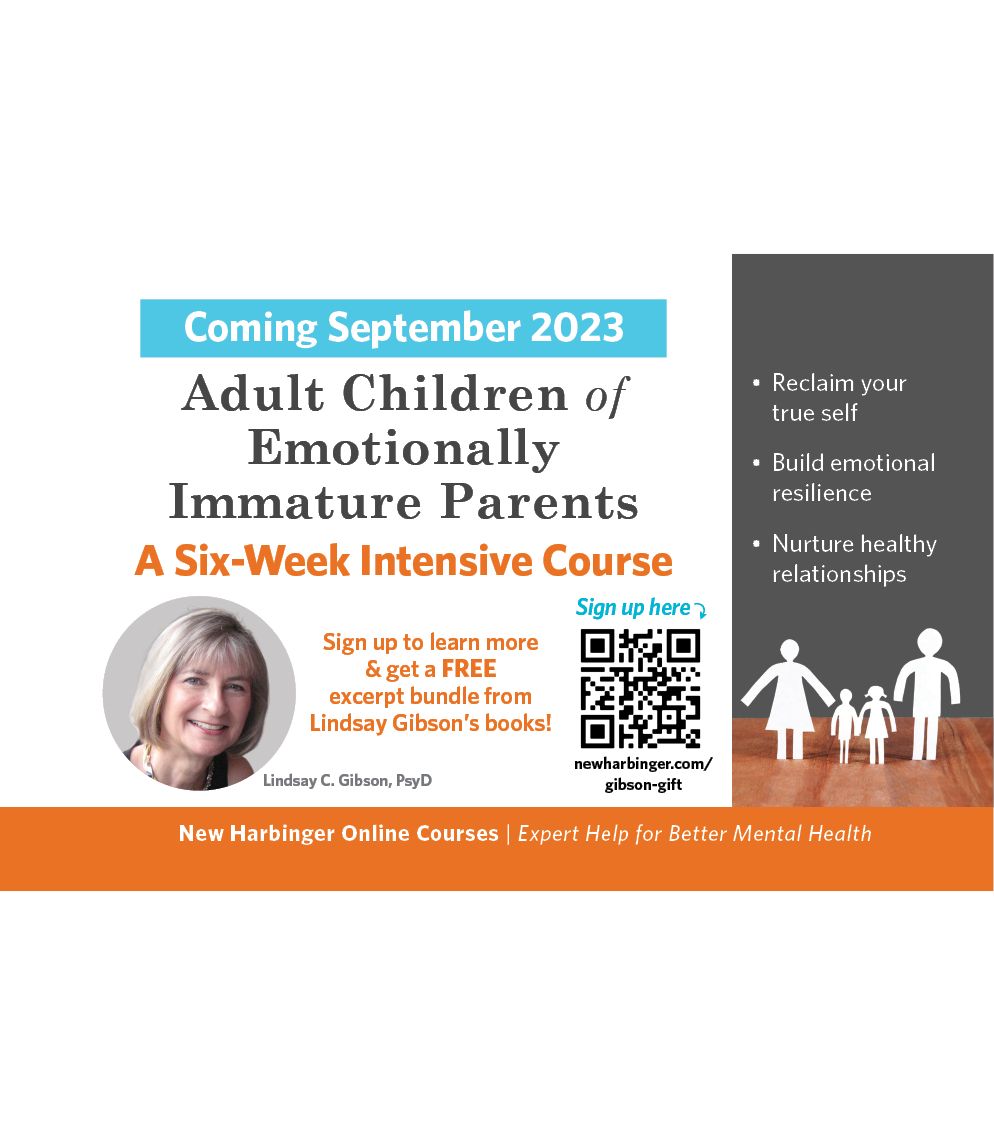 Coming September 2023
Adult Children of
Emotionally
Immature Parents
A Six-Week Intensive Course
Sign up to learn more
& get a FREE
excerpt bundle from
Lindsay Gibson's books!
Lindsay C. Gibson, PsyD
Sign up here
newharbinger.com/
gibson-gift
• Reclaim your
true self
• Build emotional
resilience
• Nurture healthy
relationships
New Harbinger Online Courses | Expert Help for Better Mental Health